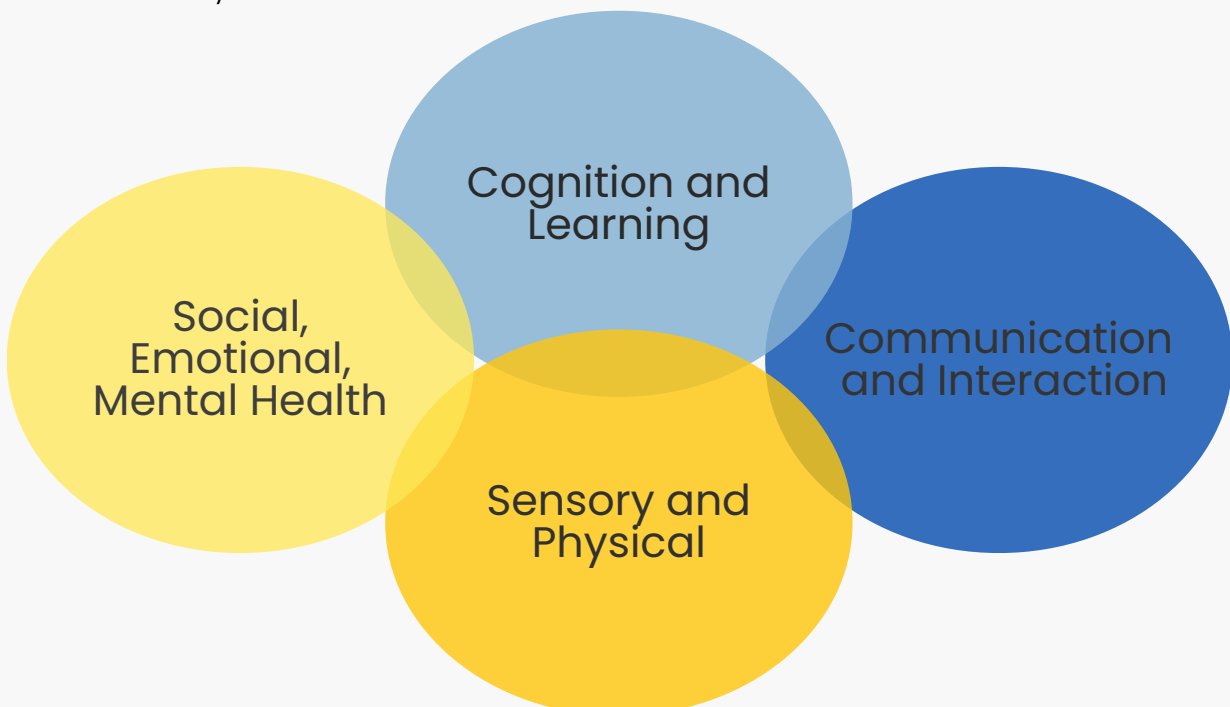 Cognition and
Learning
Social,
Emotional,
Mental Health
Communication
and Interaction
Sensory and
Physical